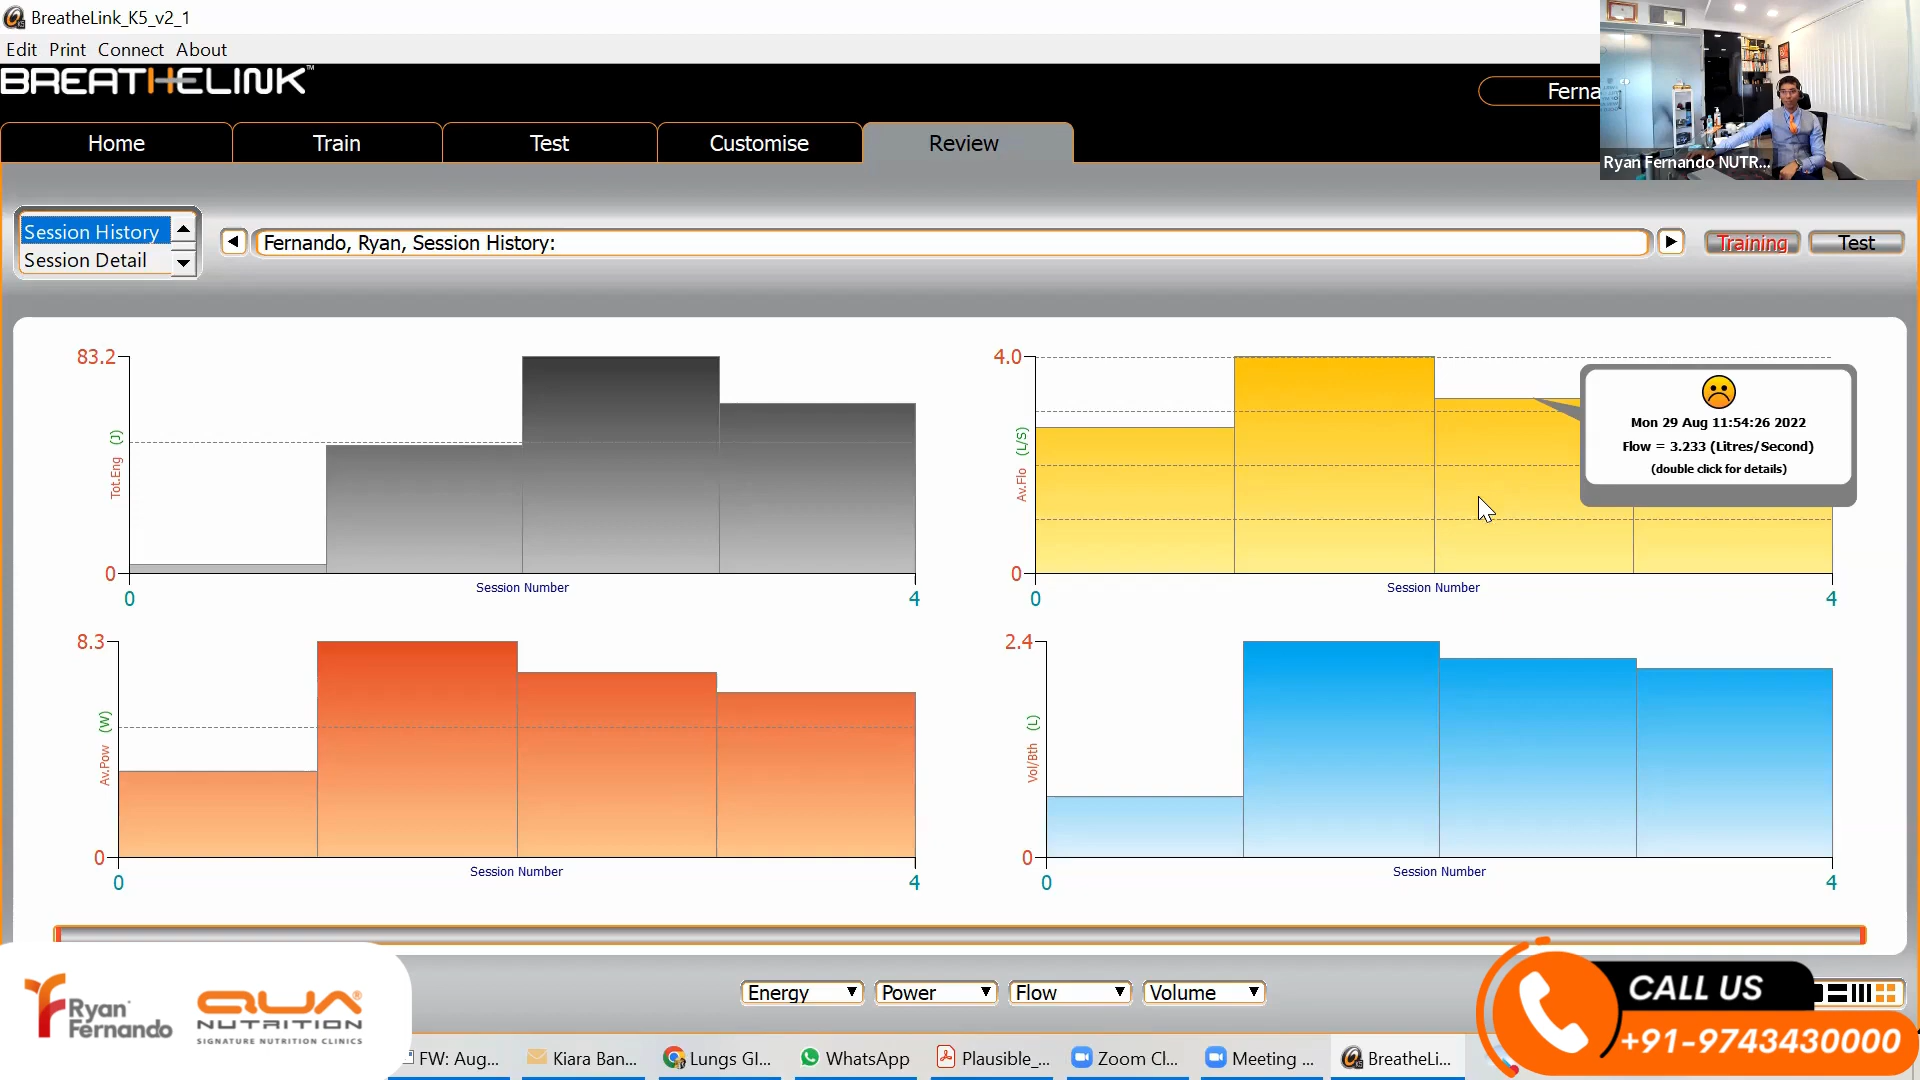 BreatheLink_K5_v2_1
Edit Print Connect About
BREATHELINK™
Ferna
Home Train Test Customise Review
Ryan Fernando NUTR...
Session History
Session Detail
Fernando, Ryan, Session History:
Training Test
83.2
Tot.Eng (J)
0
0 Session Number 4
4.0
Av.Flo (L/S)
0
0 Session Number 4
Mon 29 Aug 11:54:26 2022
Flow = 3.233 (Litres/Second)
(double click for details)
8.3
Av.Pow (W)
0
0 Session Number 4
2.4
Vol/Bth (L)
0
0 Session Number 4
Energy Power Flow Volume
Ryan
Fernando
QUA
NUTRITION
SIGNATURE NUTRITION CLINICS
CALL US
+91-9743430000
FW: Aug... Kiara Ban... Lungs Gl... WhatsApp Plausible_... Zoom Cl... Meeting ... BreatheLi...